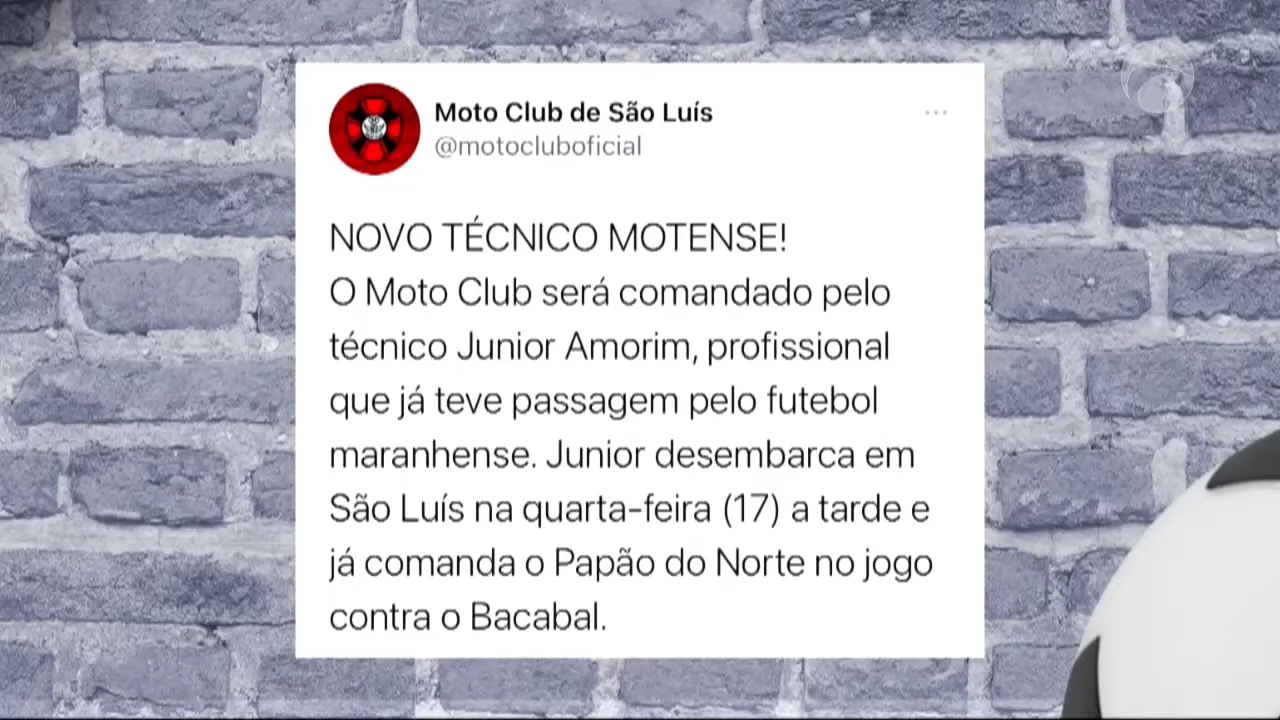 Moto Club de São Luís
@motocluboficial
NOVO TÉCNICO MOTENSE!
O Moto Club será comandado pelo
técnico Junior Amorim, profissional
que já teve passagem pelo futebol
maranhense. Junior desembarca em
São Luís na quarta-feira (17) a tarde e
já comanda o Papão do Norte no jogo
contra o Bacabal.